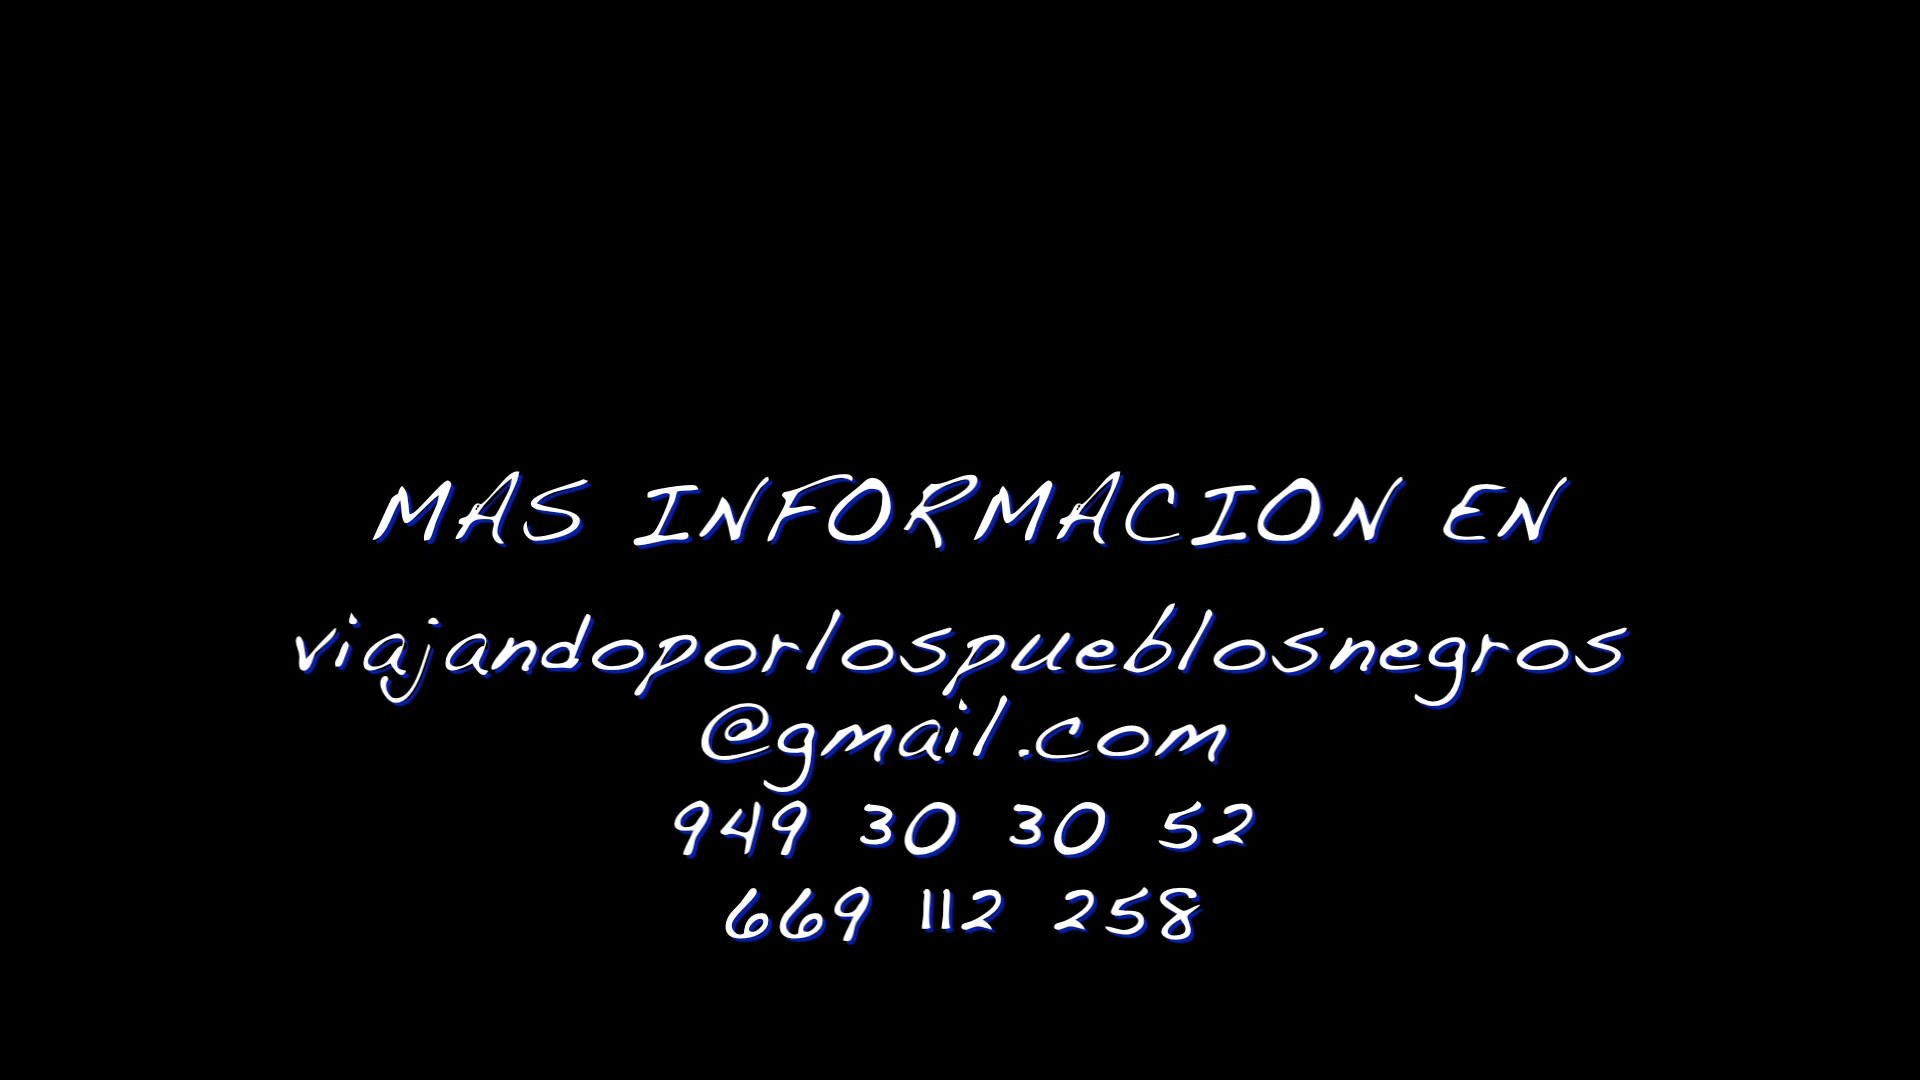 MAS INFORMACION EN
viajandoporlospueblosnegros
@gmail.com
949 30 30 52
669 112 258